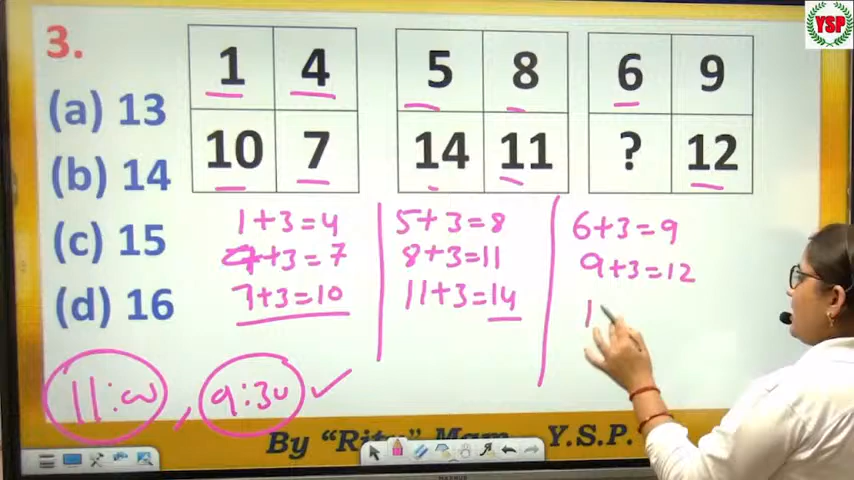 YSP
3.
1 4 5 8 6 9
10 7 14 11 ? 12
(a) 13
(b) 14
(c) 15
(d) 16
1+3=4
4+3=7
7+3=10
5+3=8
8+3=11
11+3=14
6+3=9
9+3=12
1
9:30
By "Ritu Mam Y.S.P.